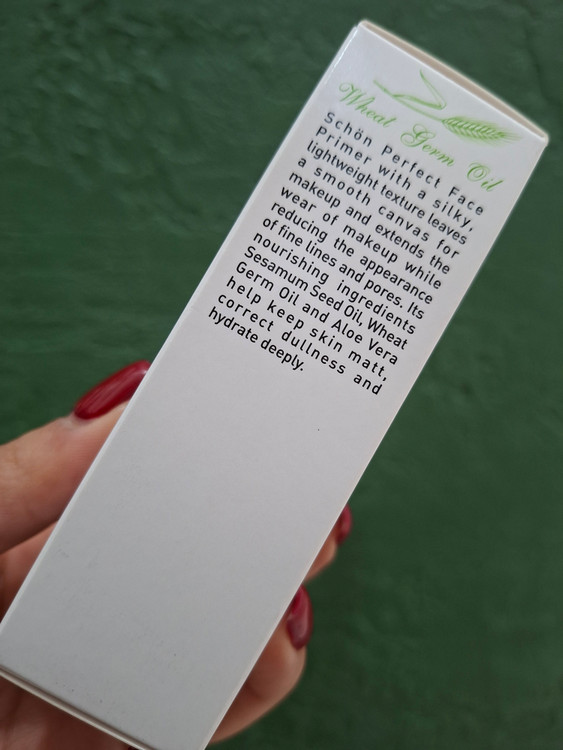 Wheat Germ Oil
Schön Perfect Face
Primer with a silky,
lightweight texture leaves
a smooth canvas for
makeup and extends the
wear of makeup while
reducing the appearance
of fine lines and pores. Its
nourishing ingredients
Sesamum Seed Oil, Wheat
Germ Oil and Aloe Vera
help keep skin matt,
correct dullness and
hydrate deeply.